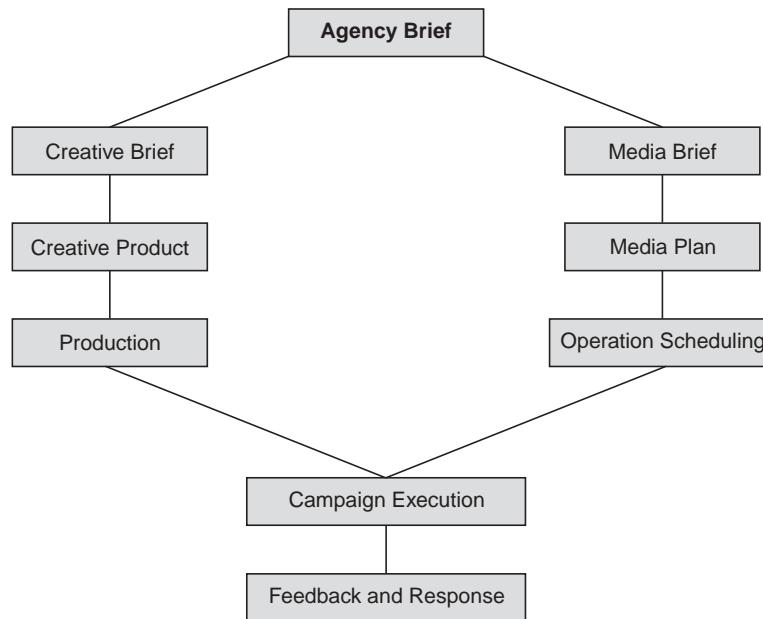 Agency Brief
Creative Brief
Media Brief
Creative Product
Media Plan
Production
Operation Scheduling
Campaign Execution
Feedback and Response